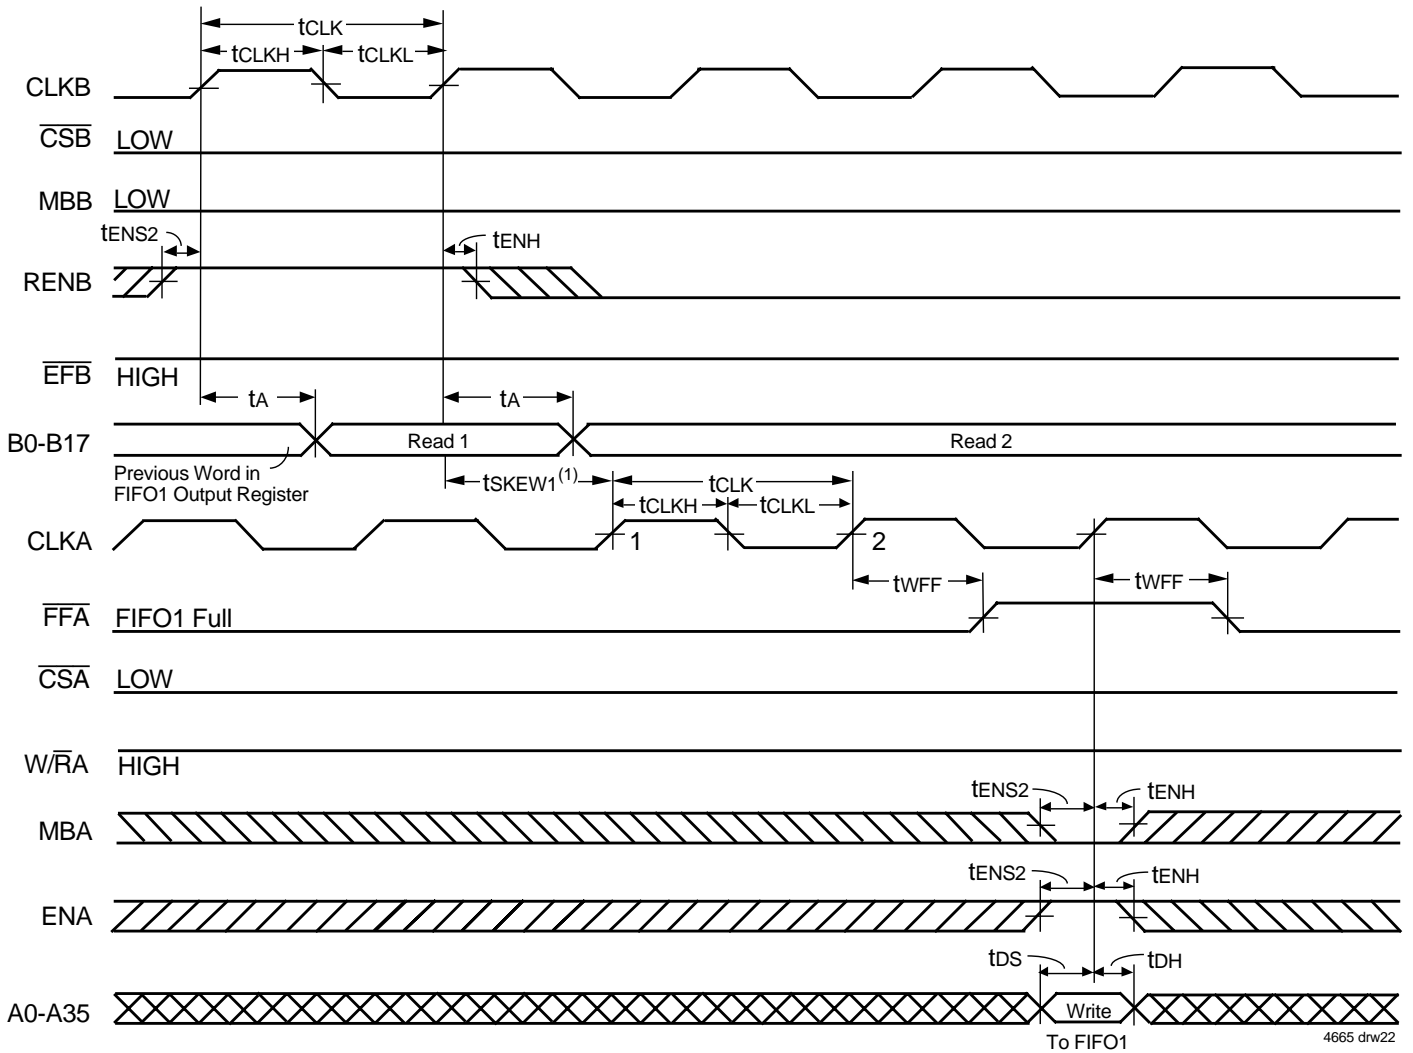 tCLK
tCLKH tCLKL
CLKB
CSB LOW
MBB LOW
tENS2 tENH
RENB
EFB HIGH
tA tA
B0-B17 Read 1 Read 2
Previous Word in
FIFO1 Output Register
tSKEW1(1) tCLK
tCLKH tCLKL
CLKA 1 2
tWFF tWFF
FFA FIFO1 Full
CSA LOW
W/RA HIGH
tENS2 tENH
MBA
tENS2 tENH
ENA
tDS tDH
A0-A35 Write
To FIFO1
4665 drw22